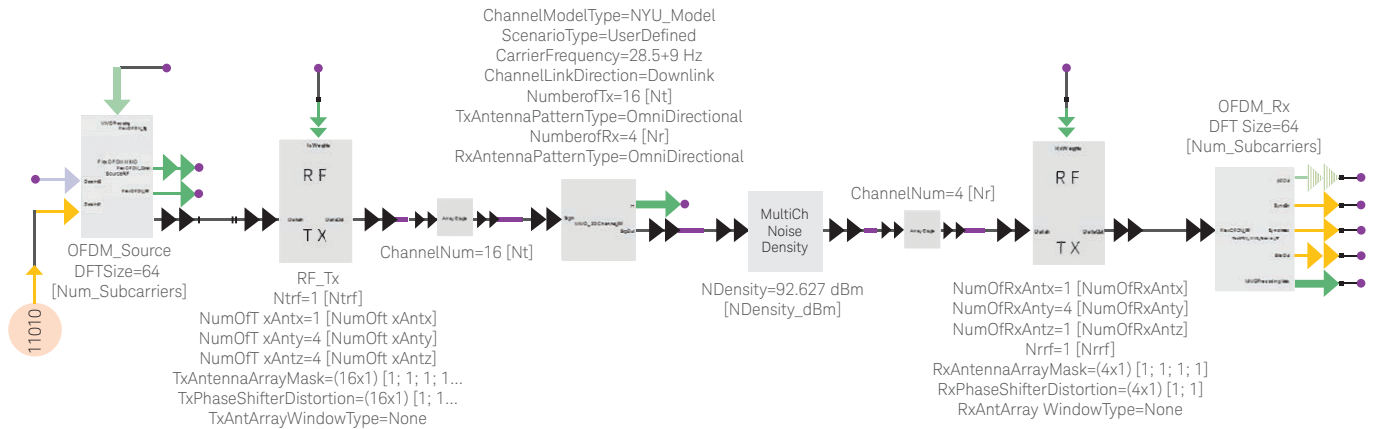 ChannelModelType=NYU_Model
ScenarioType=UserDefined
CarrierFrequency=28.5+9 Hz
ChannelLinkDirection=Downlink
NumberofTx=16 [Nt]
TxAntennaPatternType=OmniDirectional
NumberofRx=4 [Nr]
RxAntennaPatternType=OmniDirectional
OFDM_Source
DFTSize=64
[Num_Subcarriers]
11010
RF
TX
RF_Tx
Ntrf=1 [Ntrf]
NumOfT xAntx=1 [NumOft xAntx]
NumOfT xAnty=4 [NumOft xAnty]
NumOfT xAntz=4 [NumOft xAntz]
TxAntennaArrayMask=(16x1) [1; 1; 1; 1...
TxPhaseShifterDistortion=(16x1) [1; 1...
TxAntArrayWindowType=None
ChannelNum=16 [Nt]
MultiCh
Noise
Density
NDensity=92.627 dBm
[NDensity_dBm]
ChannelNum=4 [Nr]
RF
TX
NumOfRxAntx=1 [NumOfRxAntx]
NumOfRxAnty=4 [NumOfRxAnty]
NumOfRxAntz=1 [NumOfRxAntz]
Nrrf=1 [Nrrf]
RxAntennaArrayMask=(4x1) [1; 1; 1; 1]
RxPhaseShifterDistortion=(4x1) [1; 1]
RxAntArray WindowType=None
OFDM_Rx
DFT Size=64
[Num_Subcarriers]